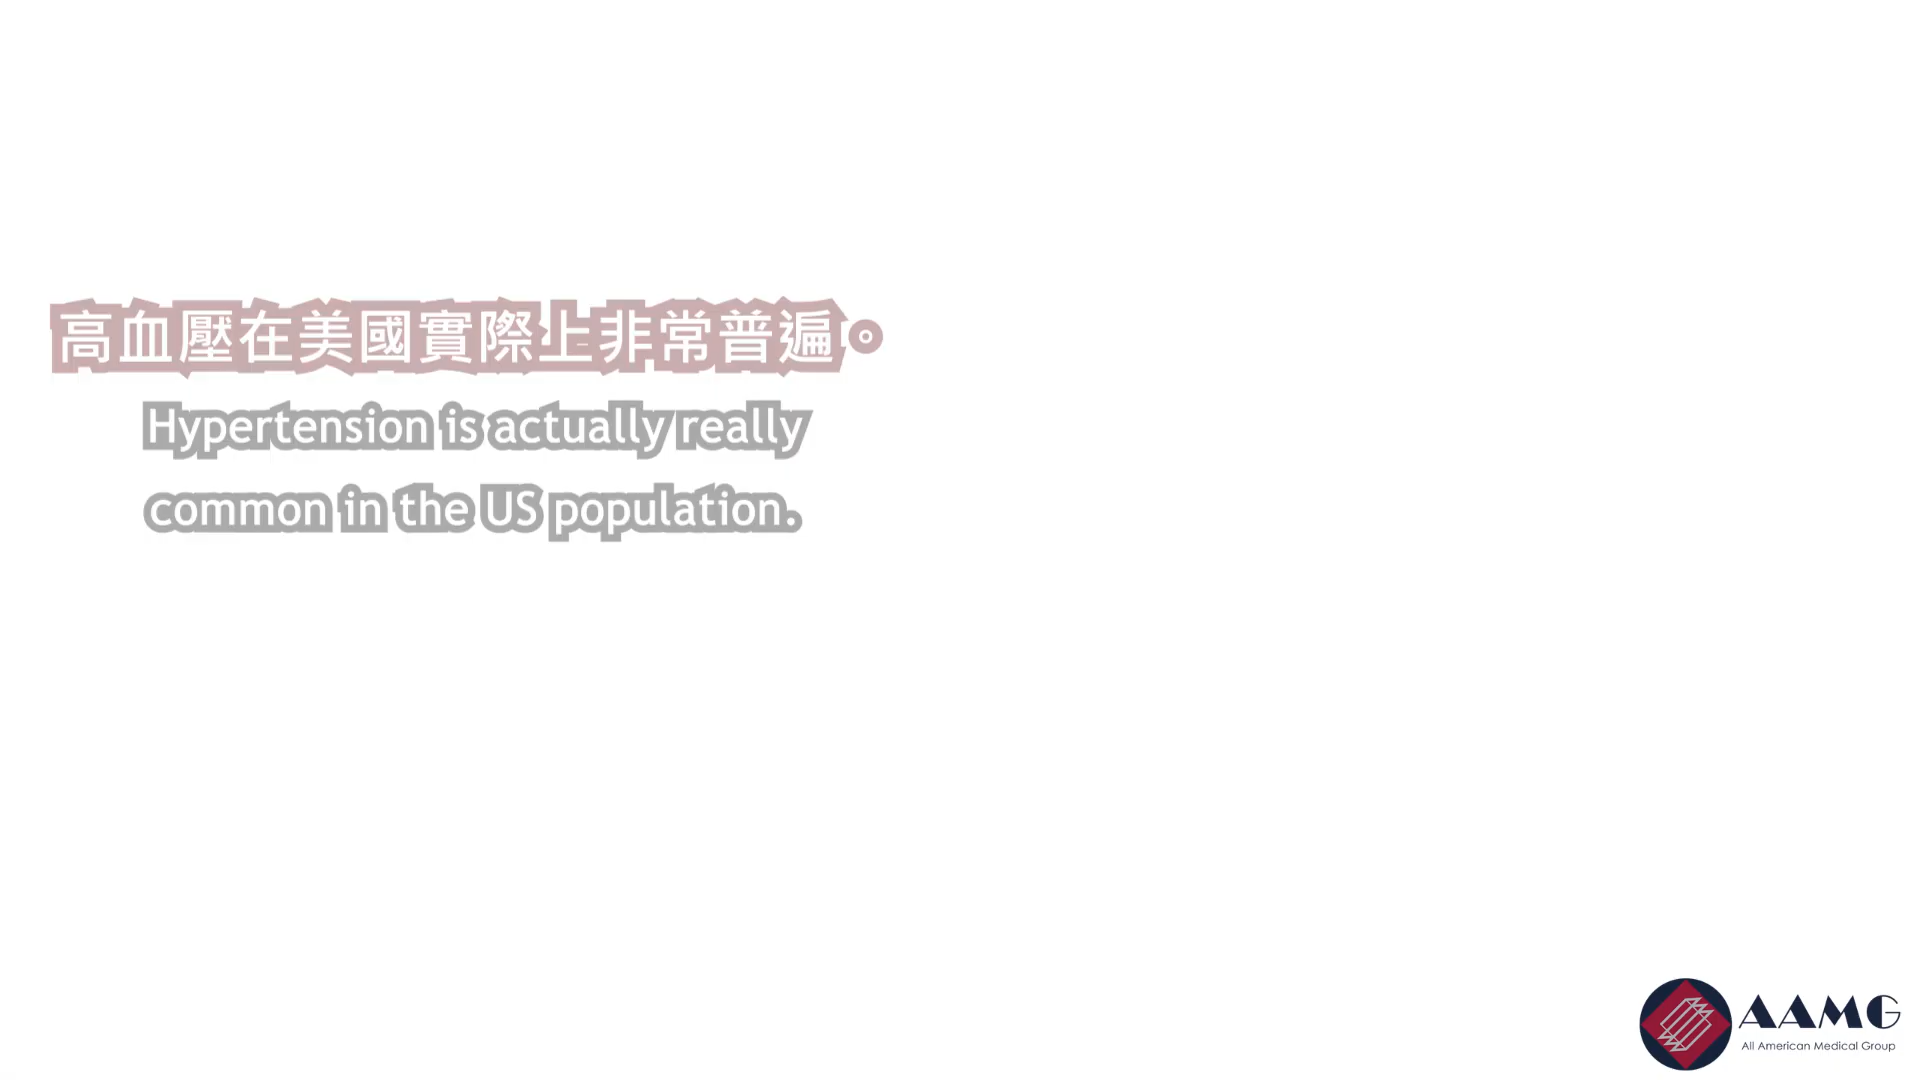 高血壓在美國實際上非常普遍。
Hypertension is actually really
common in the US population.
AAMG
All American Medical Group